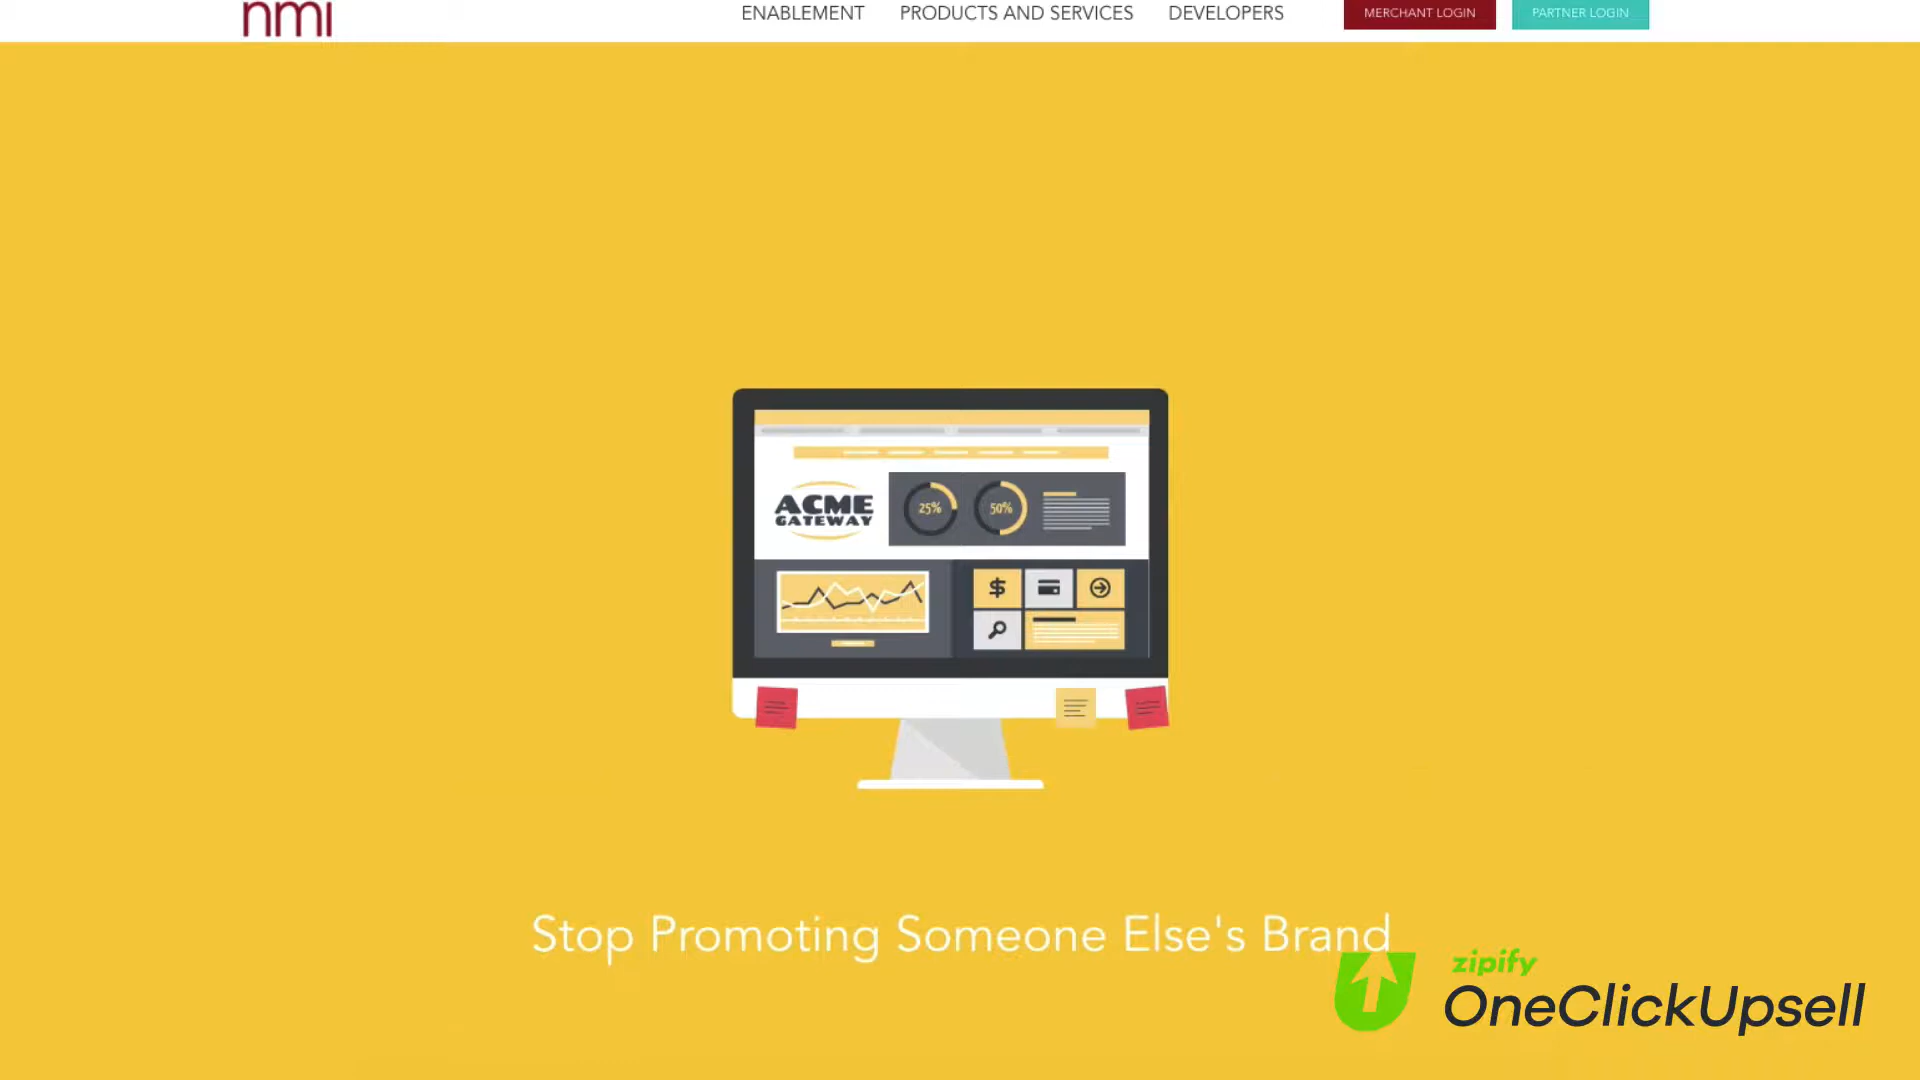 nmi
ENABLEMENT
PRODUCTS AND SERVICES
DEVELOPERS
MERCHANT LOGIN
PARTNER LOGIN
ACME
GATEWAY
25%
50%
$
Stop Promoting Someone Else's Brand
zipify
OneClickUpsell